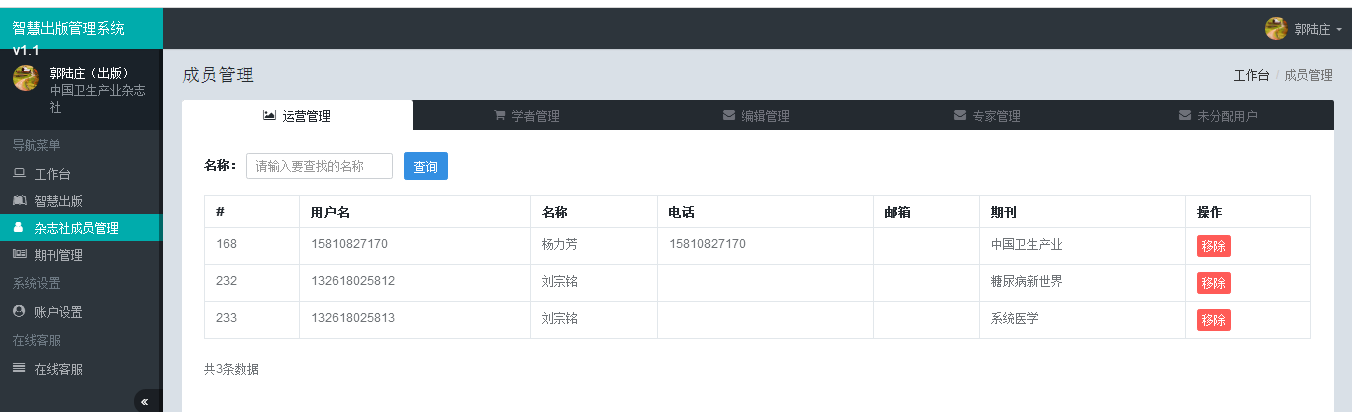 智慧出版管理系统
v1.1
郭陆庄
郭陆庄（出版）
中国卫生产业杂志
社
导航菜单
工作台
智慧出版
杂志社成员管理
期刊管理
系统设置
账户设置
在线客服
在线客服
成员管理
工作台 / 成员管理
运营管理 学者管理 编辑管理 专家管理 未分配用户
名称: 请输入要查找的名称 查询
# 用户名 名称 电话 邮箱 期刊 操作
168 15810827170 杨力芳 15810827170 中国卫生产业 移除
232 132618025812 刘宗铭 糖尿病新世界 移除
233 132618025813 刘宗铭 系统医学 移除
共3条数据